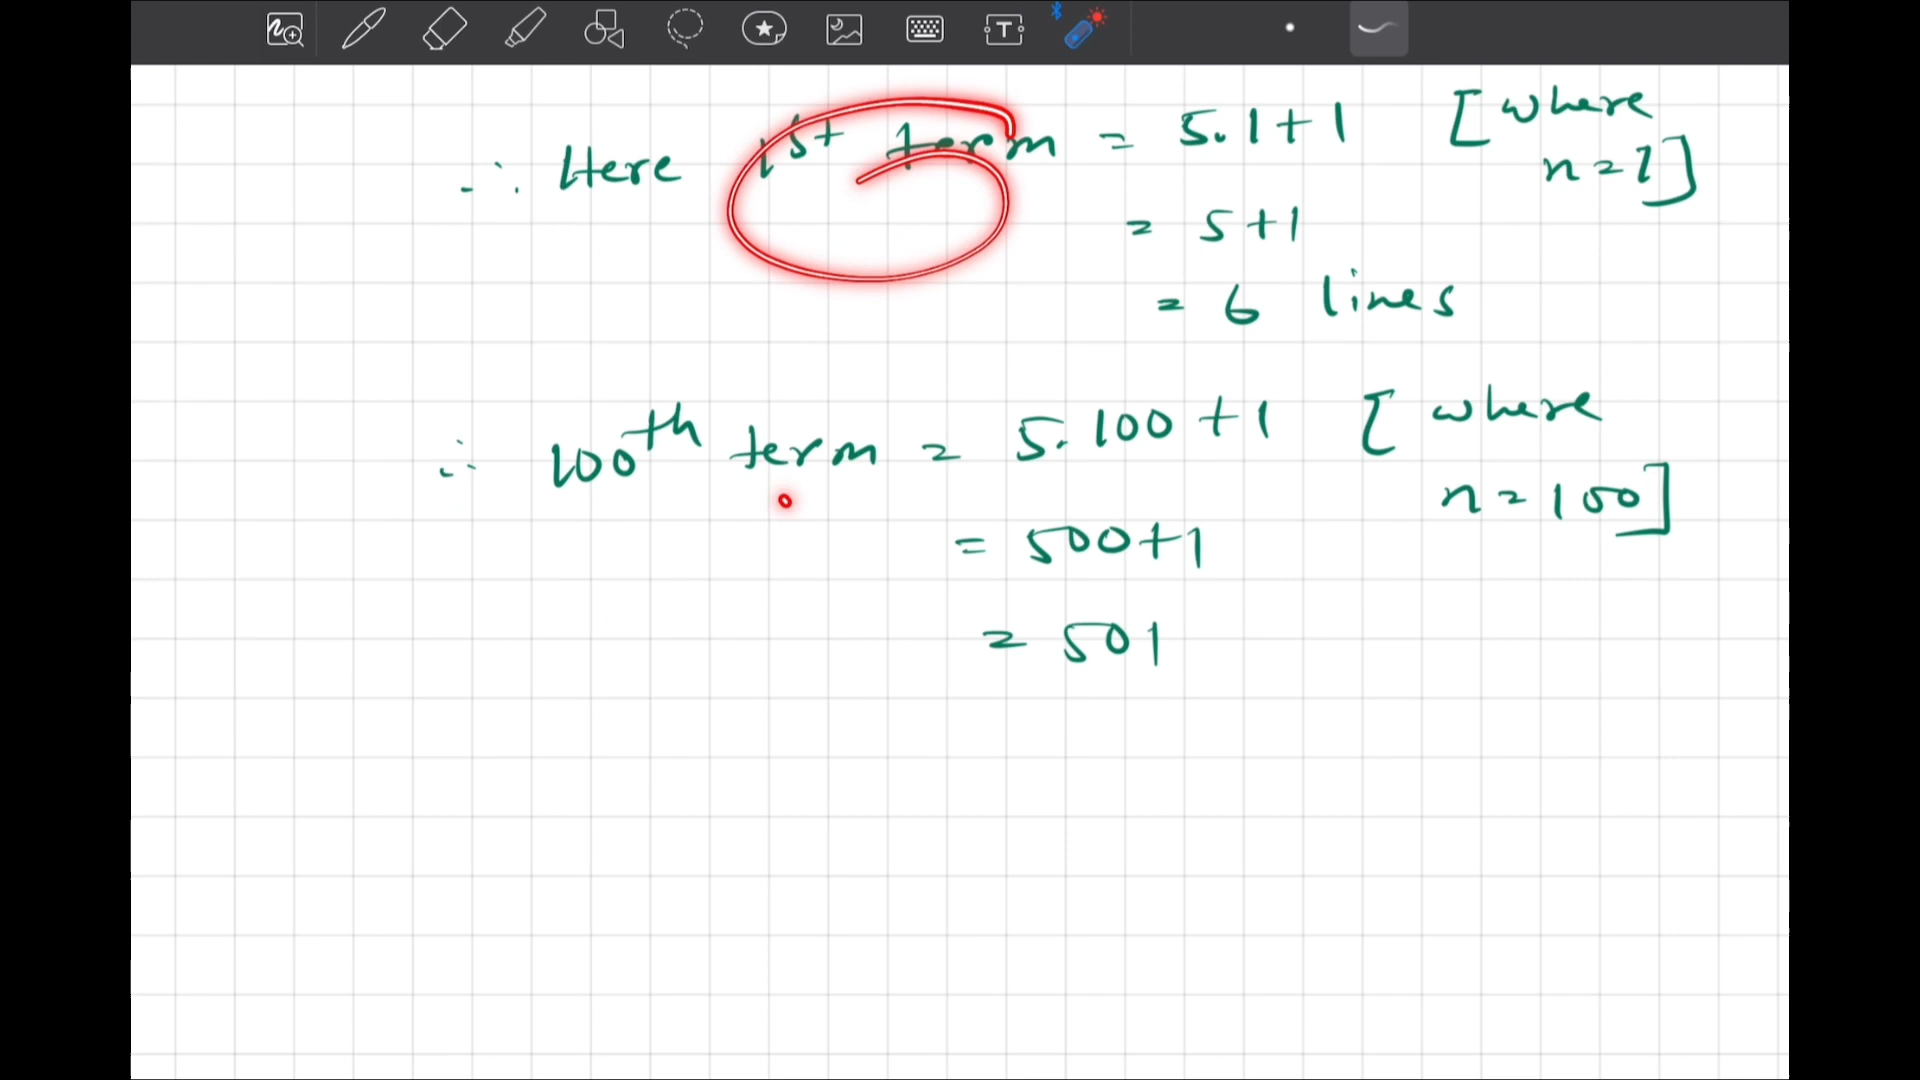 ∴ Here 1st term = 5.1+1 [where n=1]
= 5+1
= 6 lines
∴ 100th term = 5.100+1 [where n=100]
= 500+1
= 501